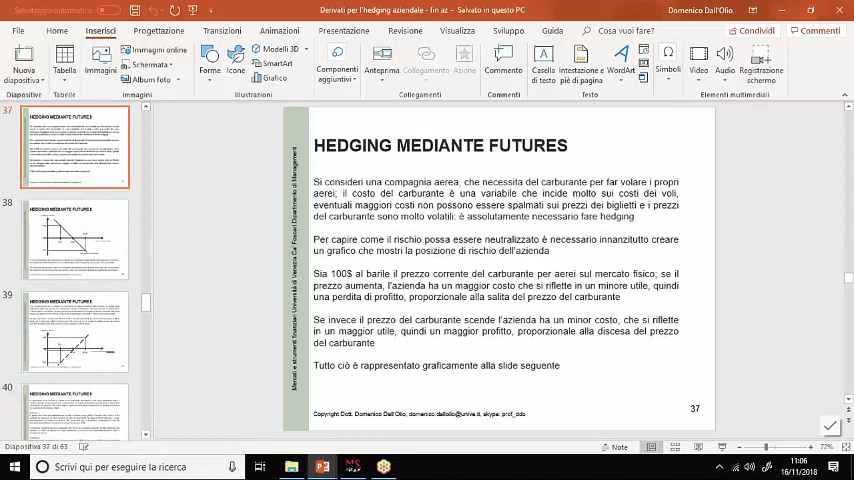 Salvataggio automatico
Derivati per l'hedging aziendale - fin az - Salvato in questo PC
Domenico Dall'Olio
File
Home
Inserisci
Progettazione
Transizioni
Animazioni
Presentazione
Revisione
Visualizza
Sviluppo
Guida
Cosa vuoi fare?
Condividi
Commenti
Nuova diapositiva
Tabella
Immagini
Immagini online
Schermata
Album foto
Forme
Icone
Modelli 3D
SmartArt
Grafico
Componenti aggiuntivi
Anteprima
Collegamento
Azione
Commento
Casella di testo
Intestazione e piè di pagina
WordArt
Simboli
Video
Audio
Registrazione schermo
Diapositive
Immagini
Illustrazioni
Collegamenti
Commenti
Testo
Elementi multimediali
37
HEDGING MEDIANTE FUTURES
38
HEDGING MEDIANTE FUTURES
39
HEDGING MEDIANTE FUTURES
40
HEDGING MEDIANTE FUTURES
Mercati e strumenti finanziari Università di Venezia Ca' Foscari Dipartimento di Management
HEDGING MEDIANTE FUTURES
Si consideri una compagnia aerea, che necessita del carburante per far volare i propri
aerei; il costo del carburante è una variabile che incide molto sui costi dei voli,
eventuali maggiori costi non possono essere spalmati sui prezzi dei biglietti e i prezzi
del carburante sono molto volatili: è assolutamente necessario fare hedging
Per capire come il rischio possa essere neutralizzato è necessario innanzitutto creare
un grafico che mostri la posizione di rischio dell'azienda
Sia 100$ al barile il prezzo corrente del carburante per aerei sul mercato fisico; se il
prezzo aumenta, l'azienda ha un maggior costo che si riflette in un minore utile, quindi
una perdita di profitto, proporzionale alla salita del prezzo del carburante
Se invece il prezzo del carburante scende l'azienda ha un minor costo, che si riflette
in un maggior utile, quindi un maggior profitto, proporzionale alla discesa del prezzo
del carburante
Tutto ciò è rappresentato graficamente alla slide seguente
Copyright Dott. Domenico Dall'Olio, domenico.dallolio@unive.it, skype: prof_ddo
37
Diapositiva 37 di 63
Note
72%
Scrivi qui per eseguire la ricerca
11:06
16/11/2018